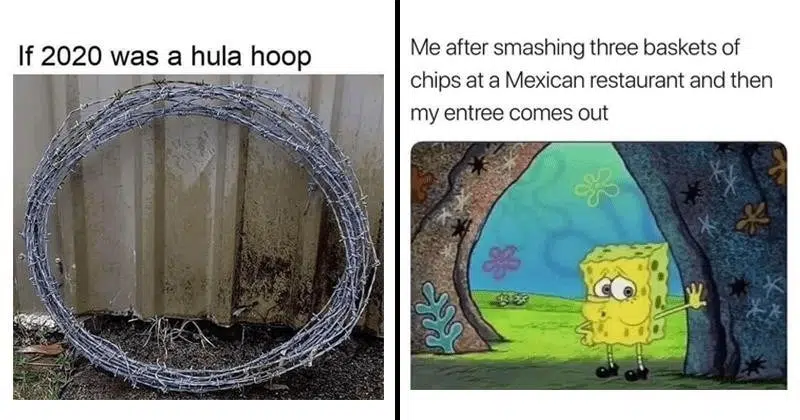 If 2020 was a hula hoop
Me after smashing three baskets of
chips at a Mexican restaurant and then
my entree comes out